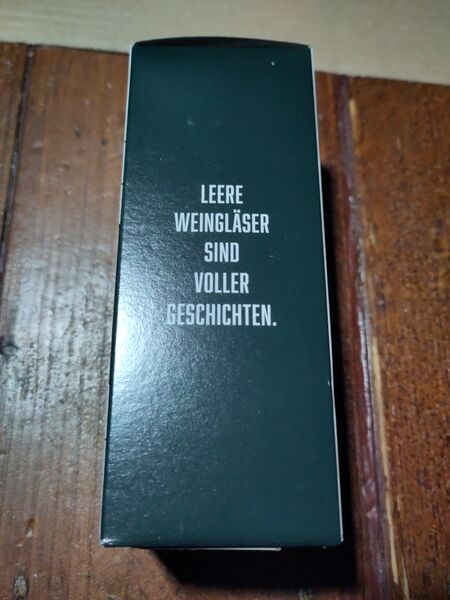 LEERE
WEINGLÄSER
SIND
VOLLER
GESCHICHTEN.